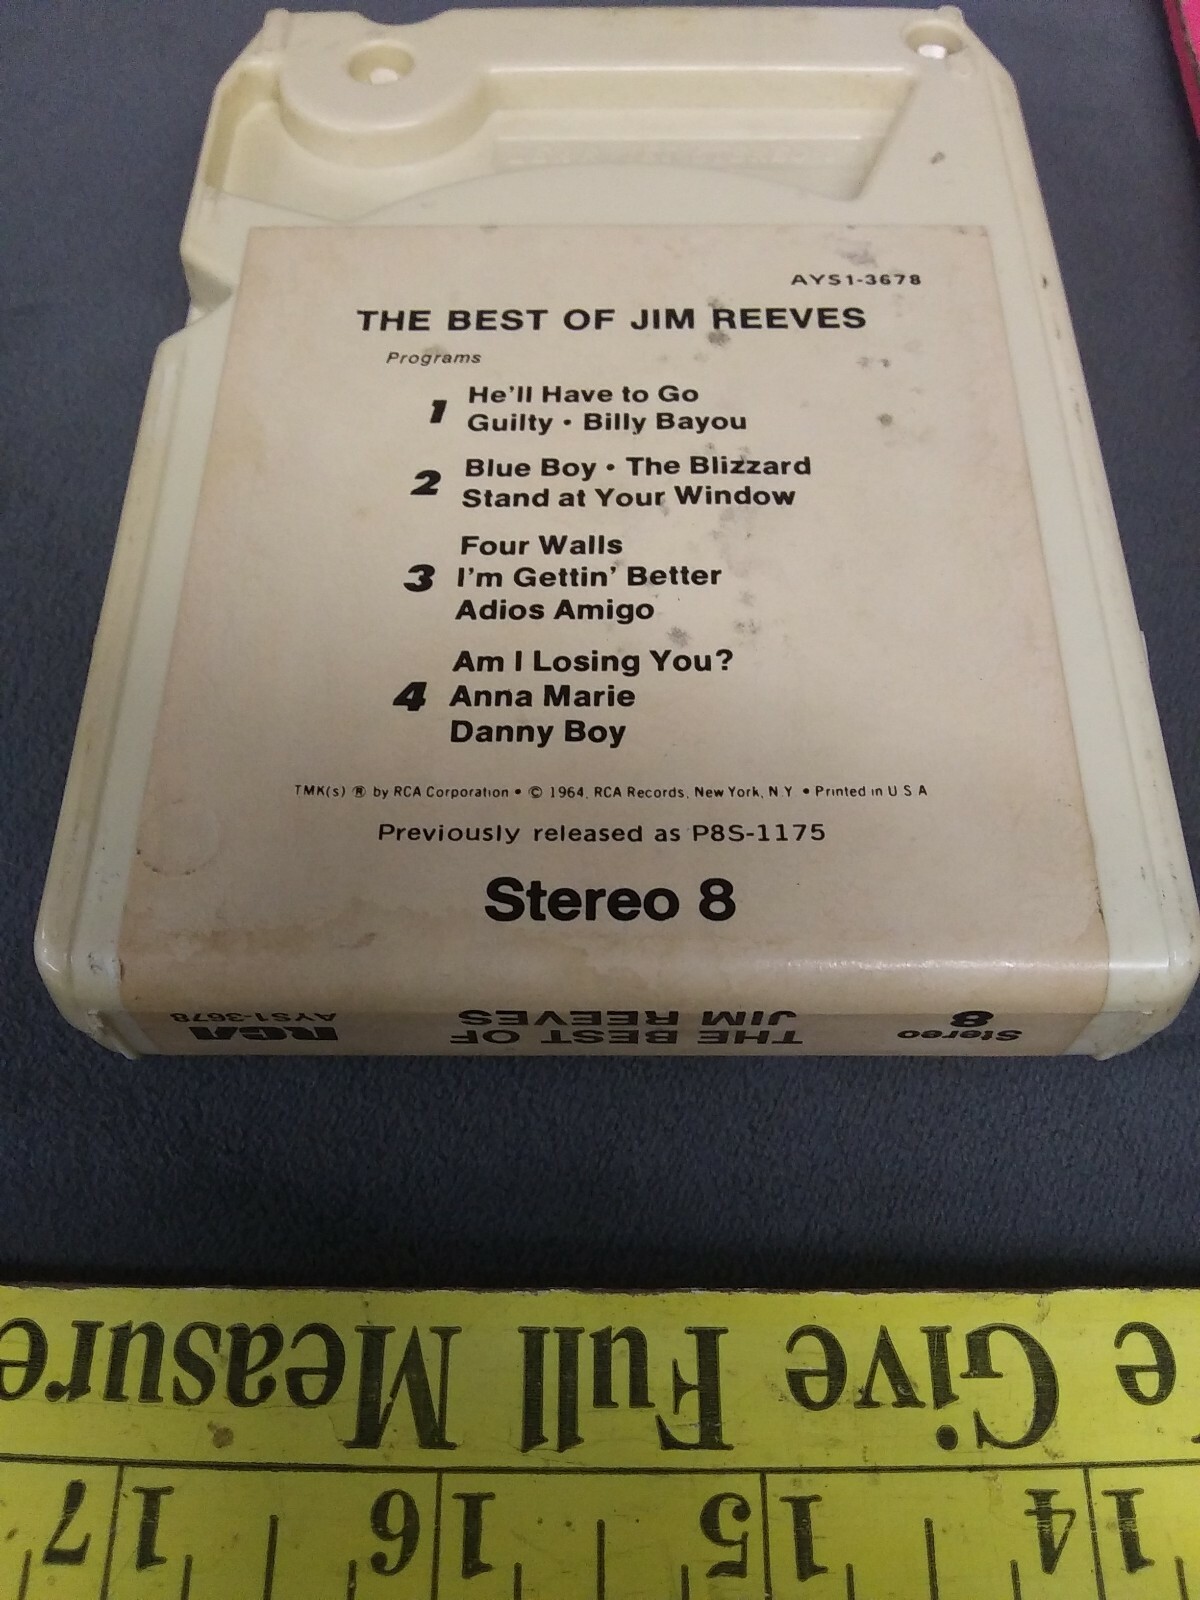 AYS1-3678
THE BEST OF JIM REEVES
Programs
1 He'll Have to Go
Guilty • Billy Bayou
2 Blue Boy • The Blizzard
Stand at Your Window
Four Walls
3 I'm Gettin' Better
Adios Amigo
Am I Losing You?
4 Anna Marie
Danny Boy
TMK(s) ® by RCA Corporation • © 1964, RCA Records, New York, N.Y • Printed in U S A
Previously released as P8S-1175
Stereo 8
Stereo 8
THE BEST OF
JIM REEVES
RCA
AYS1-3678
e Give Full Measure
14 15 16 17